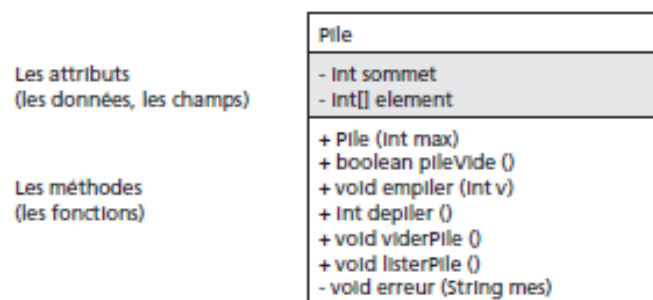 Pile
Les attributs
(les données, les champs)
- int sommet
- int[] element
Les méthodes
(les fonctions)
+ Pile (int max)
+ boolean pileVide ()
+ void empiler (int v)
+ int depiler ()
+ void viderPile ()
+ void listerPile ()
- void erreur (String mes)